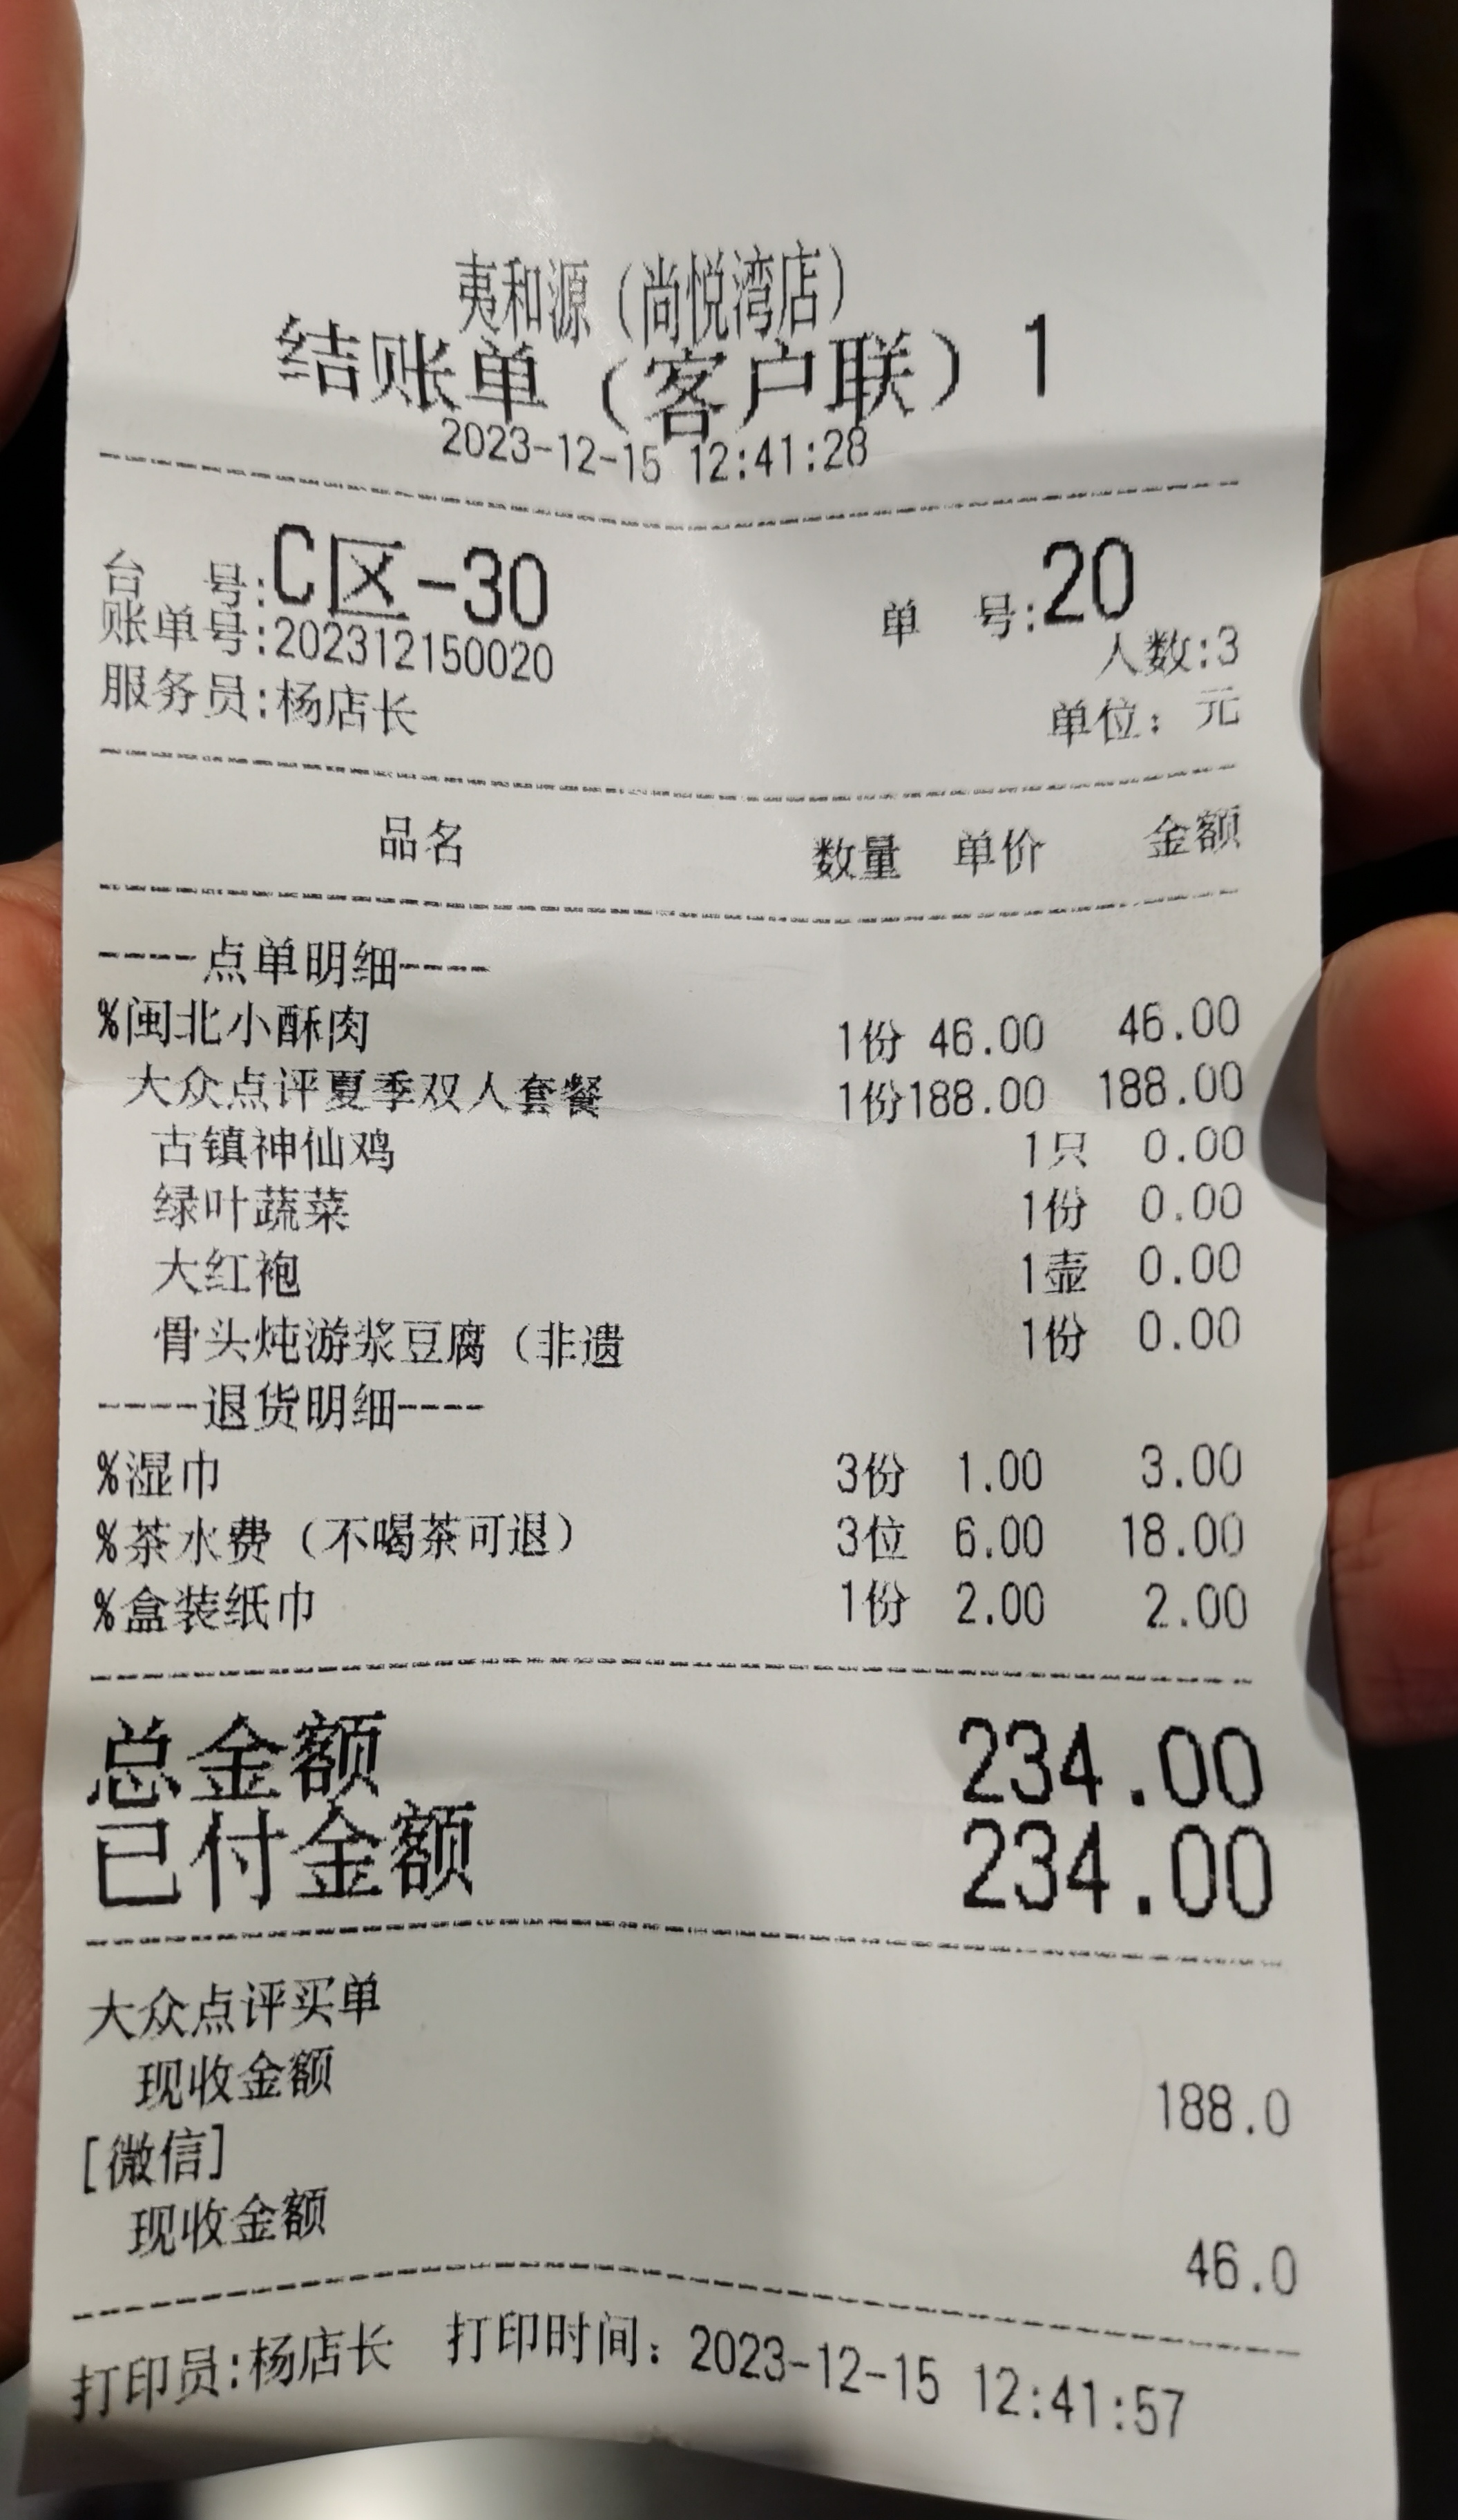 夷和源（尚悦湾店）
结账单（客户联）1
2023-12-15 12:41:28
台 号:C区-30 单 号:20
账单号:202312150020 人数:3
服务员:杨店长 单位：元
品名 数量 单价 金额
----点单明细----
%闽北小酥肉 1份 46.00 46.00
大众点评夏季双人套餐 1份188.00 188.00
古镇神仙鸡 1只 0.00
绿叶蔬菜 1份 0.00
大红袍 1壶 0.00
骨头炖游浆豆腐（非遗 1份 0.00
----退货明细----
%湿巾 3份 1.00 3.00
%茶水费（不喝茶可退） 3位 6.00 18.00
%盒装纸巾 1份 2.00 2.00
总金额 234.00
已付金额 234.00
大众点评买单
现收金额 188.0
[微信]
现收金额 46.0
打印员:杨店长 打印时间：2023-12-15 12:41:57